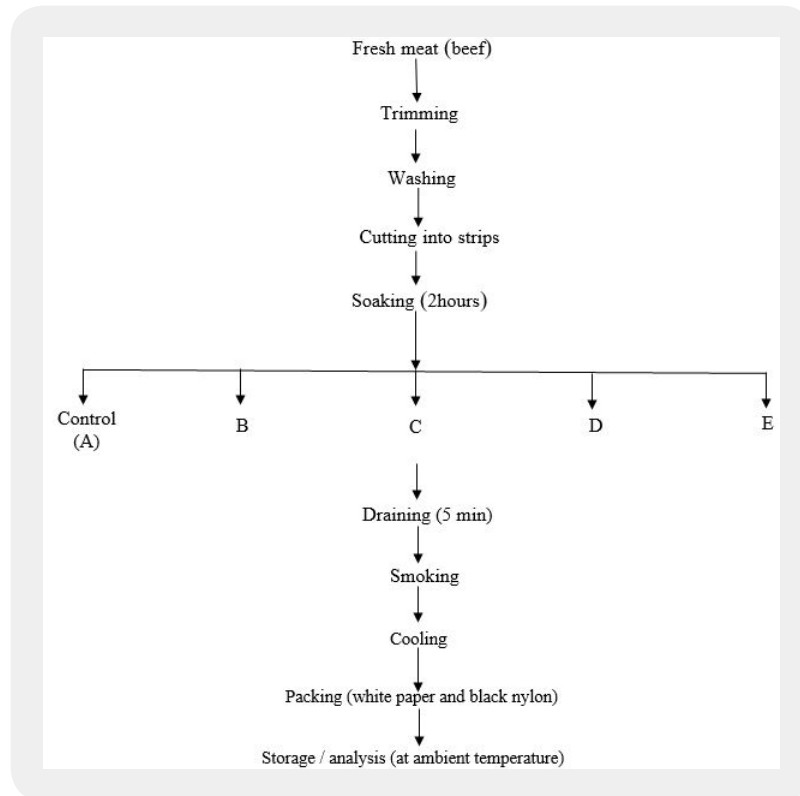 Fresh meat (beef)
Trimming
Washing
Cutting into strips
Soaking (2hours)
Control
(A)
B
C
D
E
Draining (5 min)
Smoking
Cooling
Packing (white paper and black nylon)
Storage / analysis (at ambient temperature)